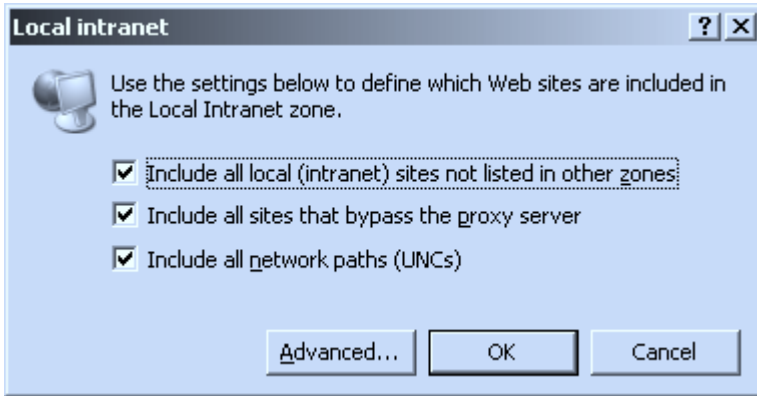 Local intranet
Use the settings below to define which Web sites are included in
the Local Intranet zone.
Include all local (intranet) sites not listed in other zones
Include all sites that bypass the proxy server
Include all network paths (UNCs)
Advanced... OK Cancel